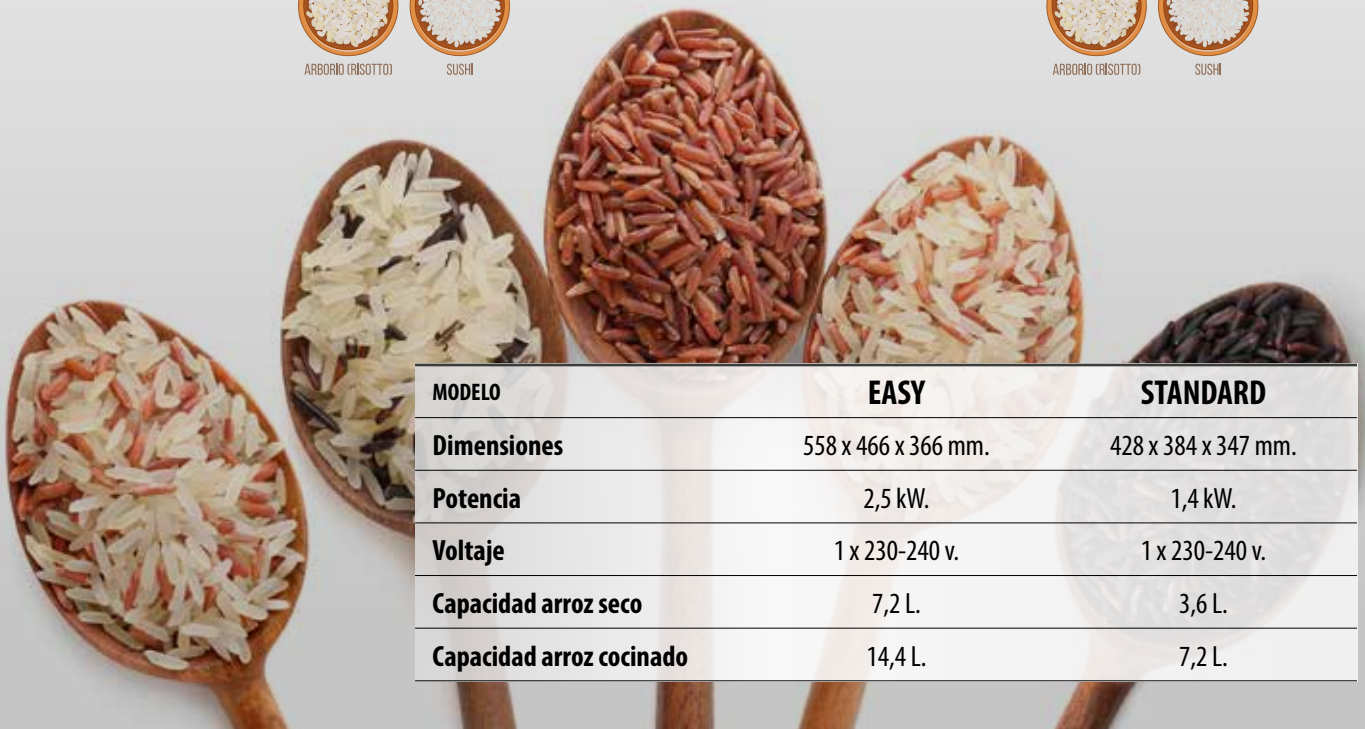 ARBORIO (RISOTTO) SUSHI ARBORIO (RISOTTO) SUSHI
MODELO EASY STANDARD
Dimensiones 558 x 466 x 366 mm. 428 x 384 x 347 mm.
Potencia 2,5 kW. 1,4 kW.
Voltaje 1 x 230-240 v. 1 x 230-240 v.
Capacidad arroz seco 7,2 L. 3,6 L.
Capacidad arroz cocinado 14,4 L. 7,2 L.